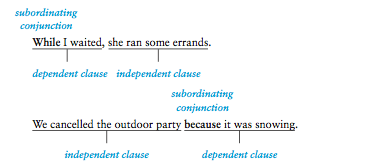 subordinating
conjunction
While I waited, she ran some errands.
dependent clause independent clause
subordinating
conjunction
We cancelled the outdoor party because it was snowing.
independent clause dependent clause